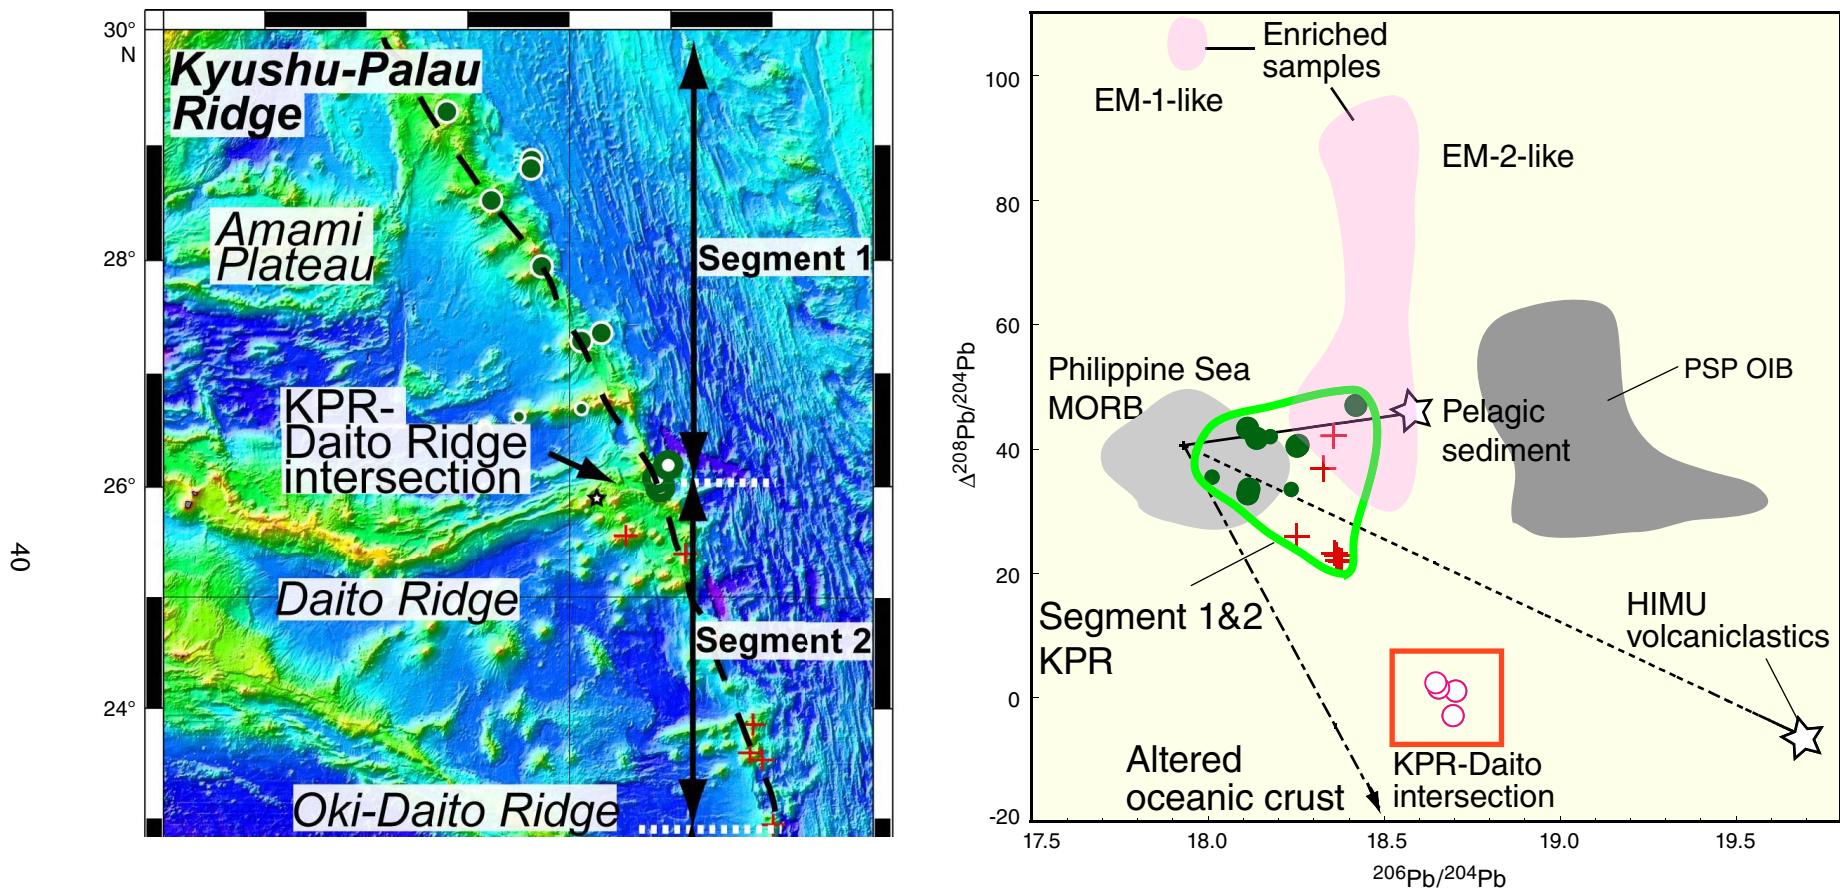 30°
N
28°
26°
24°
40
Kyushu-Palau
Ridge
Amami
Plateau
Segment 1
KPR-
Daito Ridge
intersection
Daito Ridge
Segment 2
Oki-Daito Ridge
Δ208Pb/204Pb
100
80
60
40
20
0
-20
17.5
18.0
18.5
19.0
19.5
206Pb/204Pb
Enriched
samples
EM-1-like
EM-2-like
Philippine Sea
MORB
PSP OIB
Pelagic
sediment
Segment 1&2
KPR
HIMU
volcaniclastics
Altered
oceanic crust
KPR-Daito
intersection